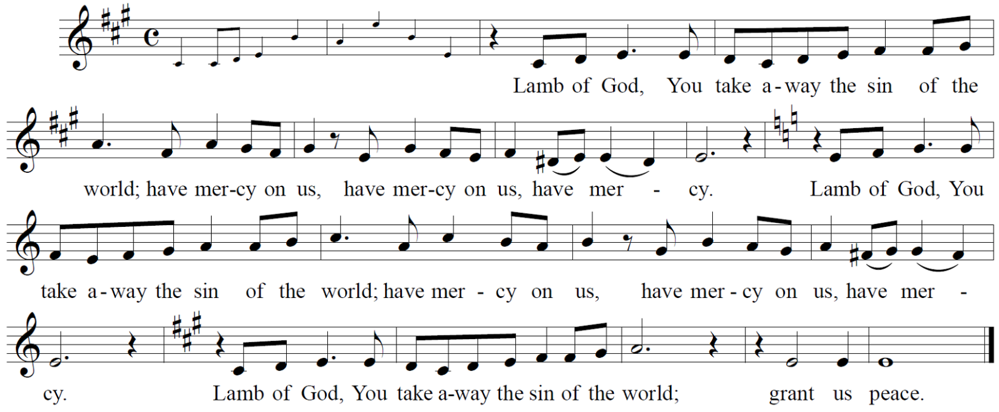 Lamb of God, You take a-way the sin of the
world; have mer-cy on us, have mer-cy on us, have mer - cy. Lamb of God, You
take a-way the sin of the world; have mer - cy on us, have mer - cy on us, have mer -
cy. Lamb of God, You take a-way the sin of the world; grant us peace.